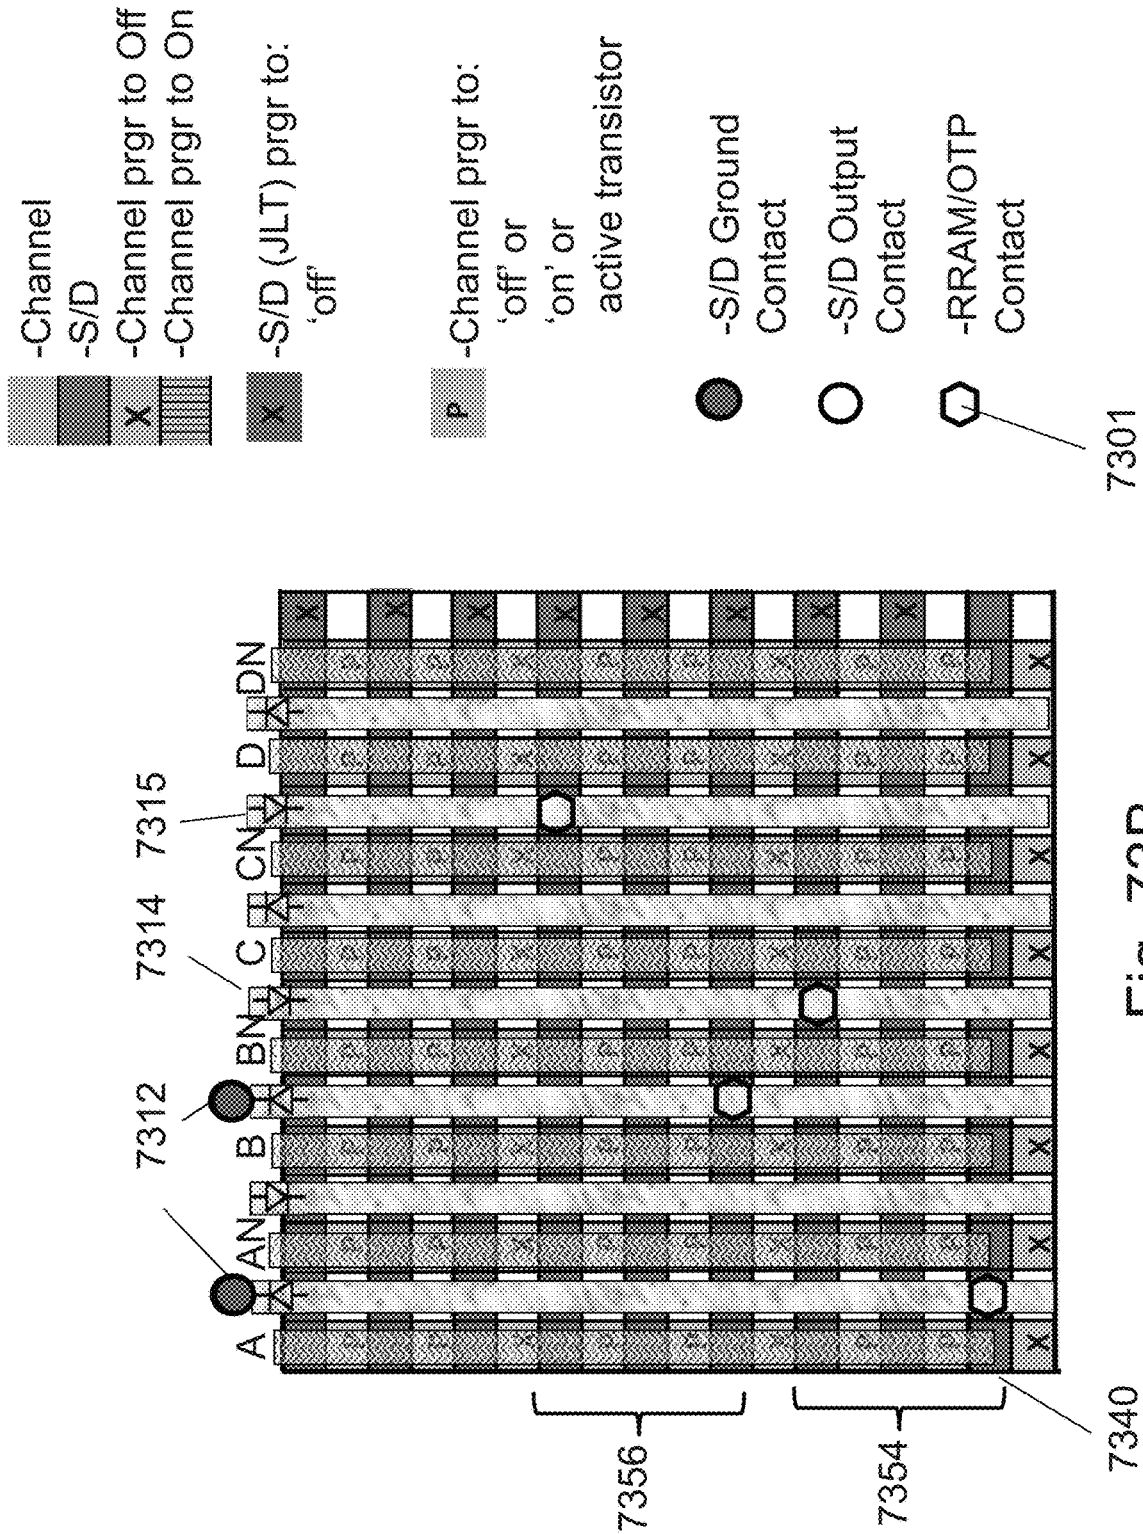 7312
7314
7315
A
AN
B
BN
C
CN
D
DN
X
P P P P P P P P
X
P P P P P P P P
X
X X X X X X X X
X
P P P P P P P P
X
P P P P P P P P
X
X X X X X X X X
X
P P P P P P
X
P P P P P P P P
X X X X X X X X
7356
7354
7340
-Channel
-S/D
X -Channel prgr to Off
-Channel prgr to On
X -S/D (JLT) prgr to:
‘off’
P -Channel prgr to:
‘off’ or
‘on’ or
active transistor
-S/D Ground
Contact
-S/D Output
Contact
-RRAM/OTP
Contact
7301
Fig.